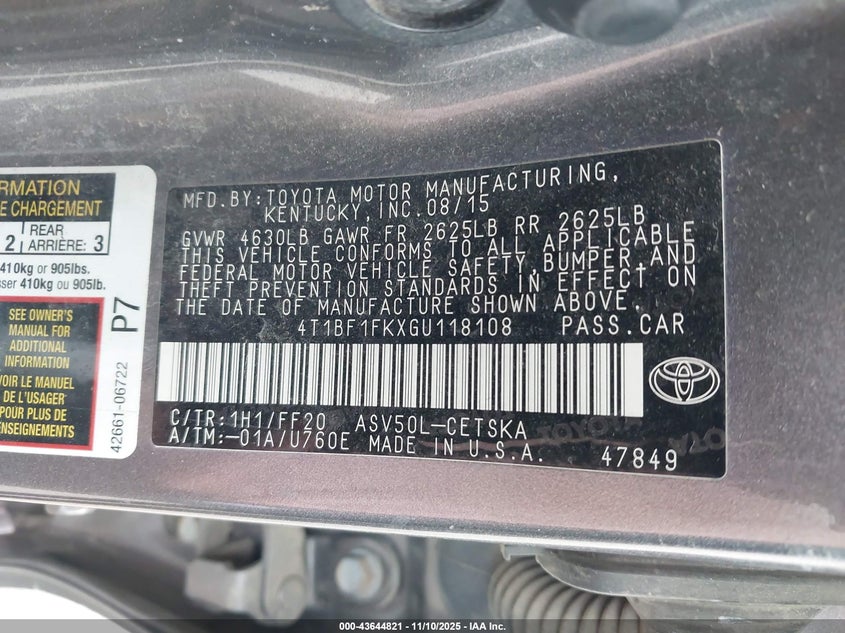 RMATION
E CHARGEMENT
2 REAR ARRIÈRE: 3
410kg or 905lbs.
ser 410kg ou 905lb.
SEE OWNER'S
MANUAL FOR
ADDITIONAL
INFORMATION
VOIR LE MANUEL
DE L'USAGER
POUR PLUS DE
RENSEIGNEMENTS
P7
42661-06722
MFD.BY:TOYOTA MOTOR MANUFACTURING,
KENTUCKY,INC.08/15
GVWR 4630LB GAWR FR 2625LB RR 2625LB
THIS VEHICLE CONFORMS TO ALL APPLICABLE
FEDERAL MOTOR VEHICLE SAFETY,BUMPER,AND
THEFT PREVENTION STANDARDS IN EFFECT ON
THE DATE OF MANUFACTURE SHOWN ABOVE.
4T1BF1FKXGU118108 PASS.CAR
C/TR:1H1/FF20 ASV50L-CETSKA
A/TM:-01A/U760E MADE IN U.S.A.
47849
000-43644821 - 11/10/2025 - IAA Inc.